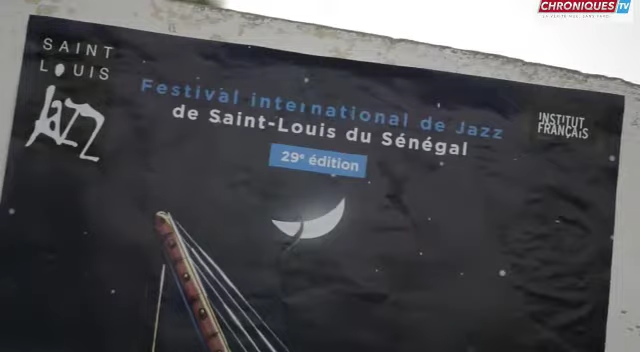 CHRONIQUES TV
SAINT
LOUIS
JAZZ
Festival international de Jazz
de Saint-Louis du Sénégal
29e édition
INSTITUT
FRANÇAIS